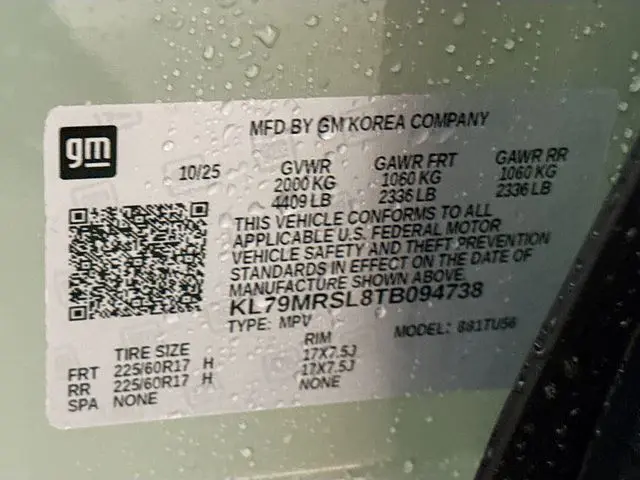 MFD BY GM KOREA COMPANY
gm
10/25 GVWR GAWR FRT GAWR RR
2000 KG 1060 KG 1060 KG
4409 LB 2336 LB 2336 LB
THIS VEHICLE CONFORMS TO ALL
APPLICABLE U.S. FEDERAL MOTOR
VEHICLE SAFETY AND THEFT PREVENTION
STANDARDS IN EFFECT ON THE DATE OF
MANUFACTURE SHOWN ABOVE.
KL79MRSL8TB094738
TYPE: MPV MODEL: 881TU56
TIRE SIZE RIM
FRT 225/60R17 H 17X7.5J
RR 225/60R17 H 17X7.5J
SPA NONE NONE